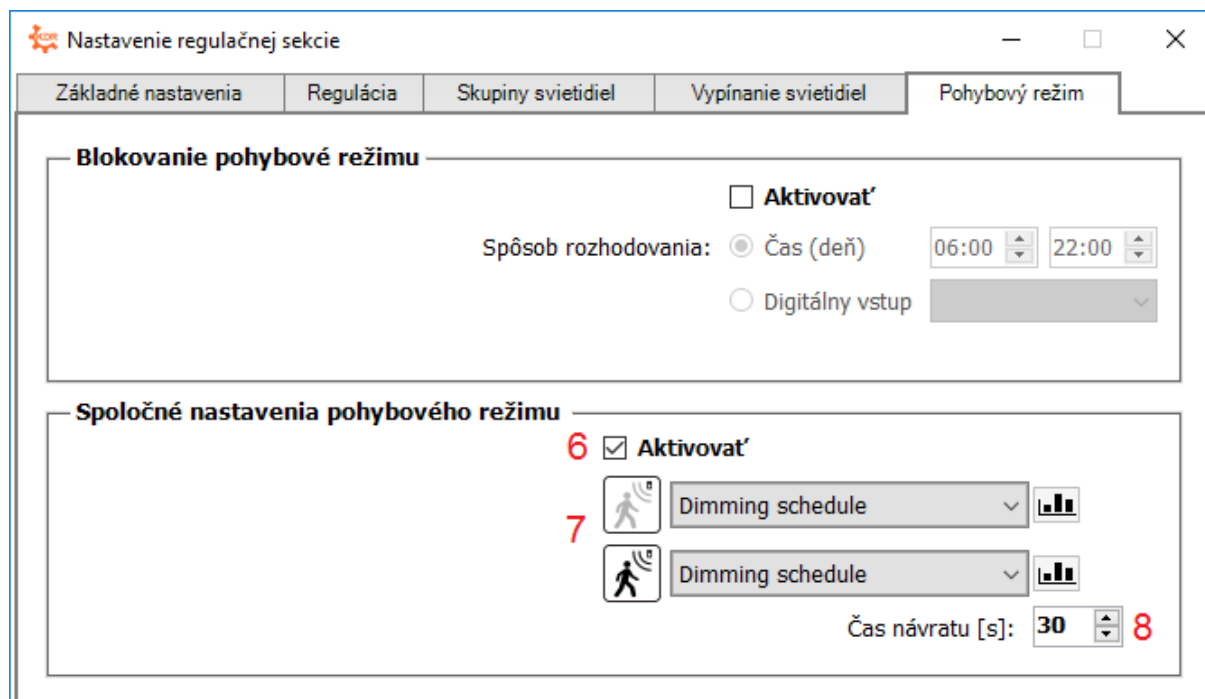 KDR Nastavenie regulačnej sekcie
Základné nastavenia Regulácia Skupiny svietidiel Vypínanie svietidiel Pohybový režim
Blokovanie pohybové režimu
Aktivovať
Spôsob rozhodovania: Čas (deň) 06:00 22:00
Digitálny vstup
Spoločné nastavenia pohybového režimu
6 Aktivovať
Dimming schedule
7
Dimming schedule
Čas návratu [s]: 30 8